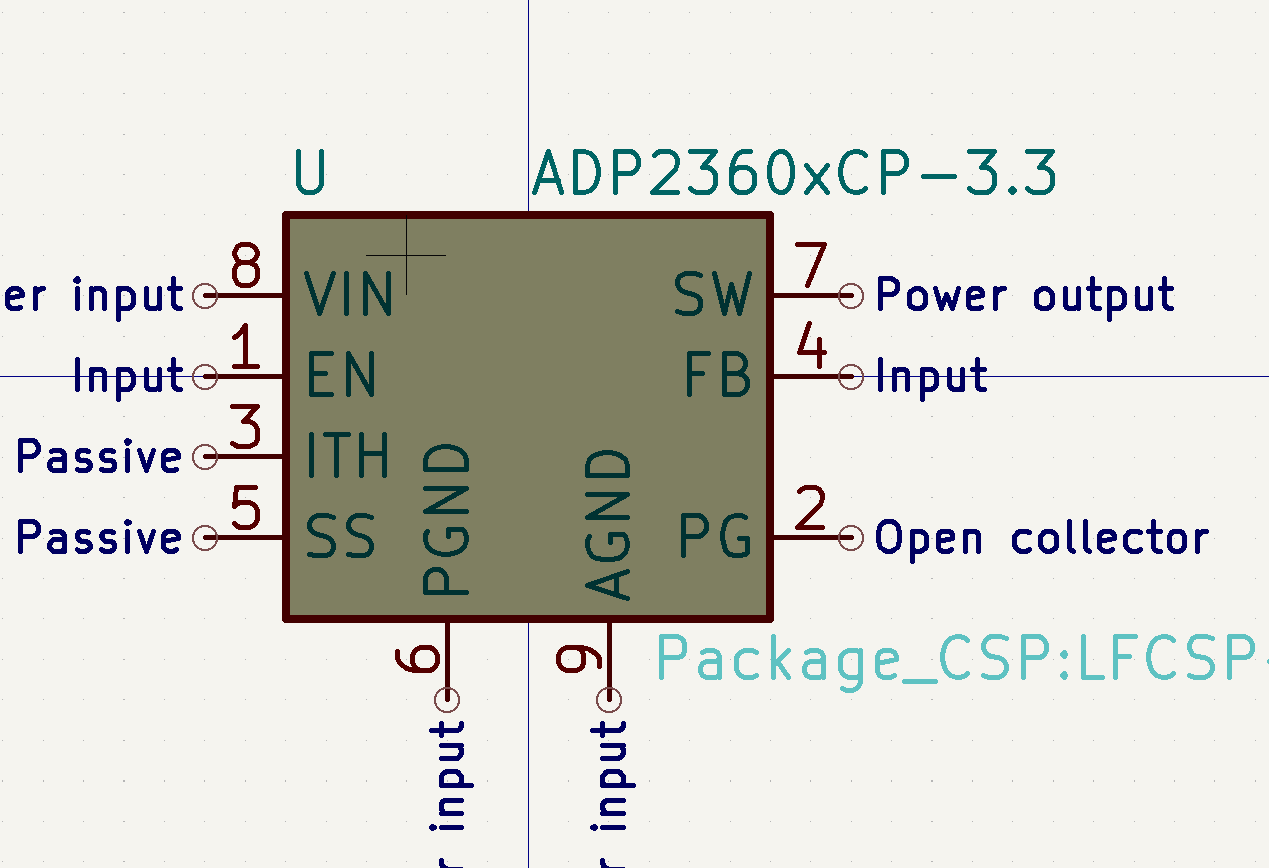 U
ADP2360xCP-3.3
8
7
er input
VIN
SW
Power output
1
4
Input
EN
FB
Input
3
Passive
ITH
5
2
Passive
SS
PGND
AGND
PG
Open collector
6
9
Package_CSP:LFCSP-
r input
r input